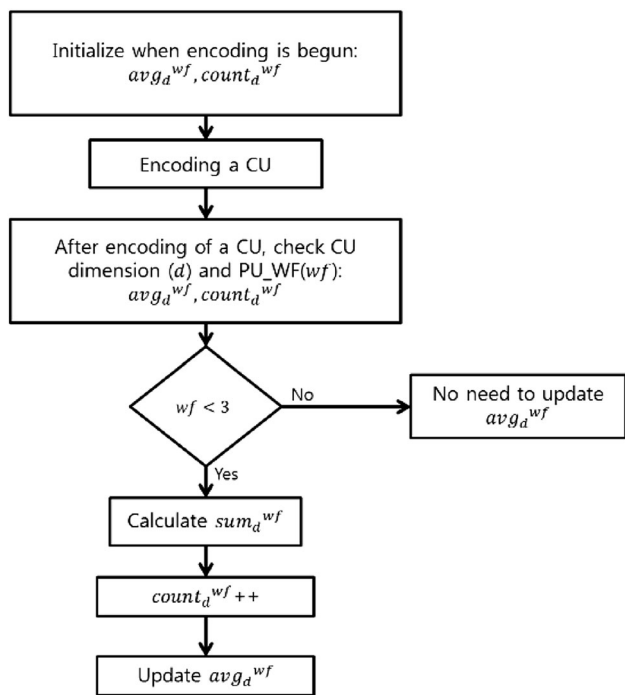 Initialize when encoding is begun:
avg_d^wf, count_d^wf
Encoding a CU
After encoding of a CU, check CU
dimension (d) and PU_WF(wf):
avg_d^wf, count_d^wf
wf < 3
No
No need to update
avg_d^wf
Yes
Calculate sum_d^wf
count_d^wf ++
Update avg_d^wf